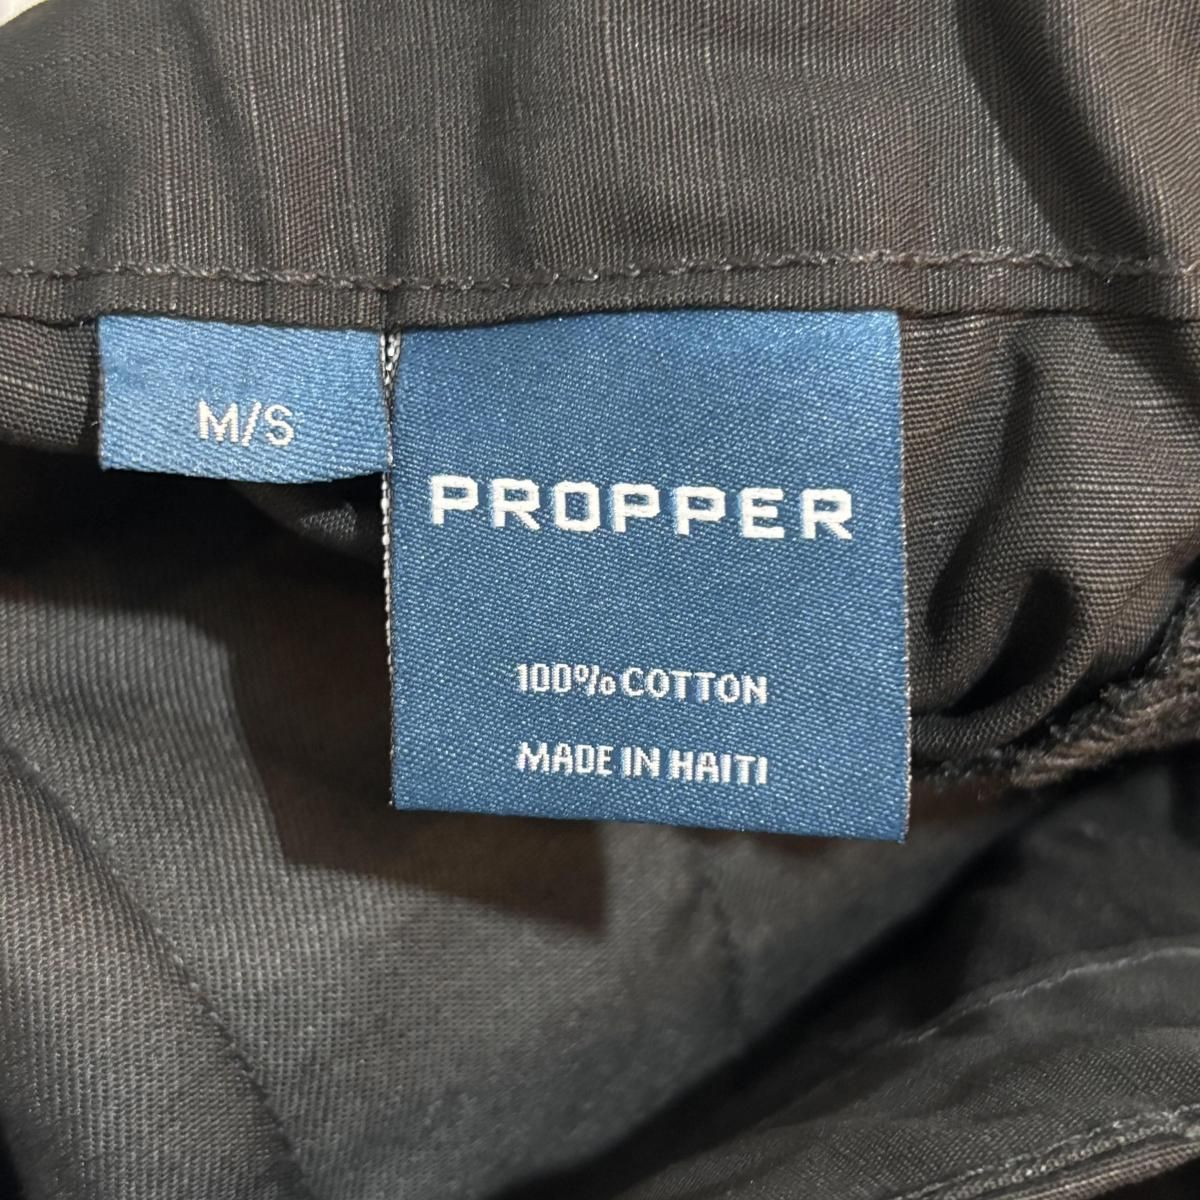 M/S
PROPPER
100% COTTON
MADE IN HAITI